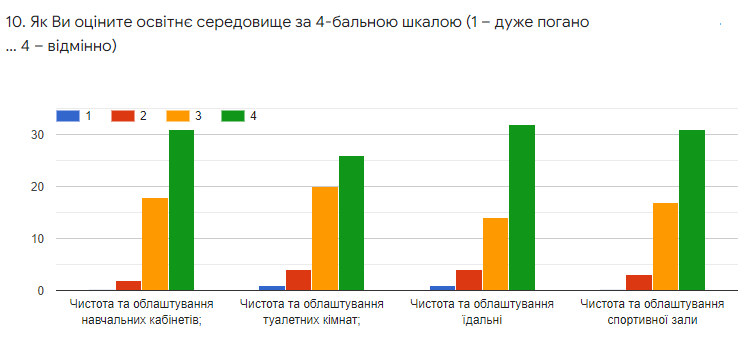 10. Як Ви оціните освітнє середовище за 4-бальною шкалою (1 – дуже погано
... 4 – відмінно)
1 2 3 4
30
20
10
0
Чистота та облаштування навчальних кабінетів;
Чистота та облаштування туалетних кімнат;
Чистота та облаштування їдальні
Чистота та облаштування спортивної зали